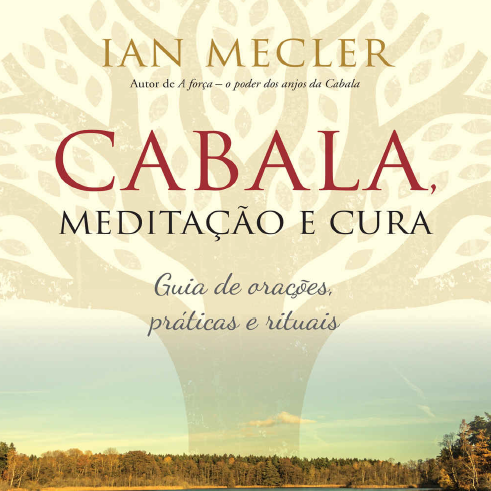 IAN MECLER
Autor de A força – o poder dos anjos da Cabala
CABALA,
MEDITAÇÃO E CURA
Guia de orações,
práticas e rituais